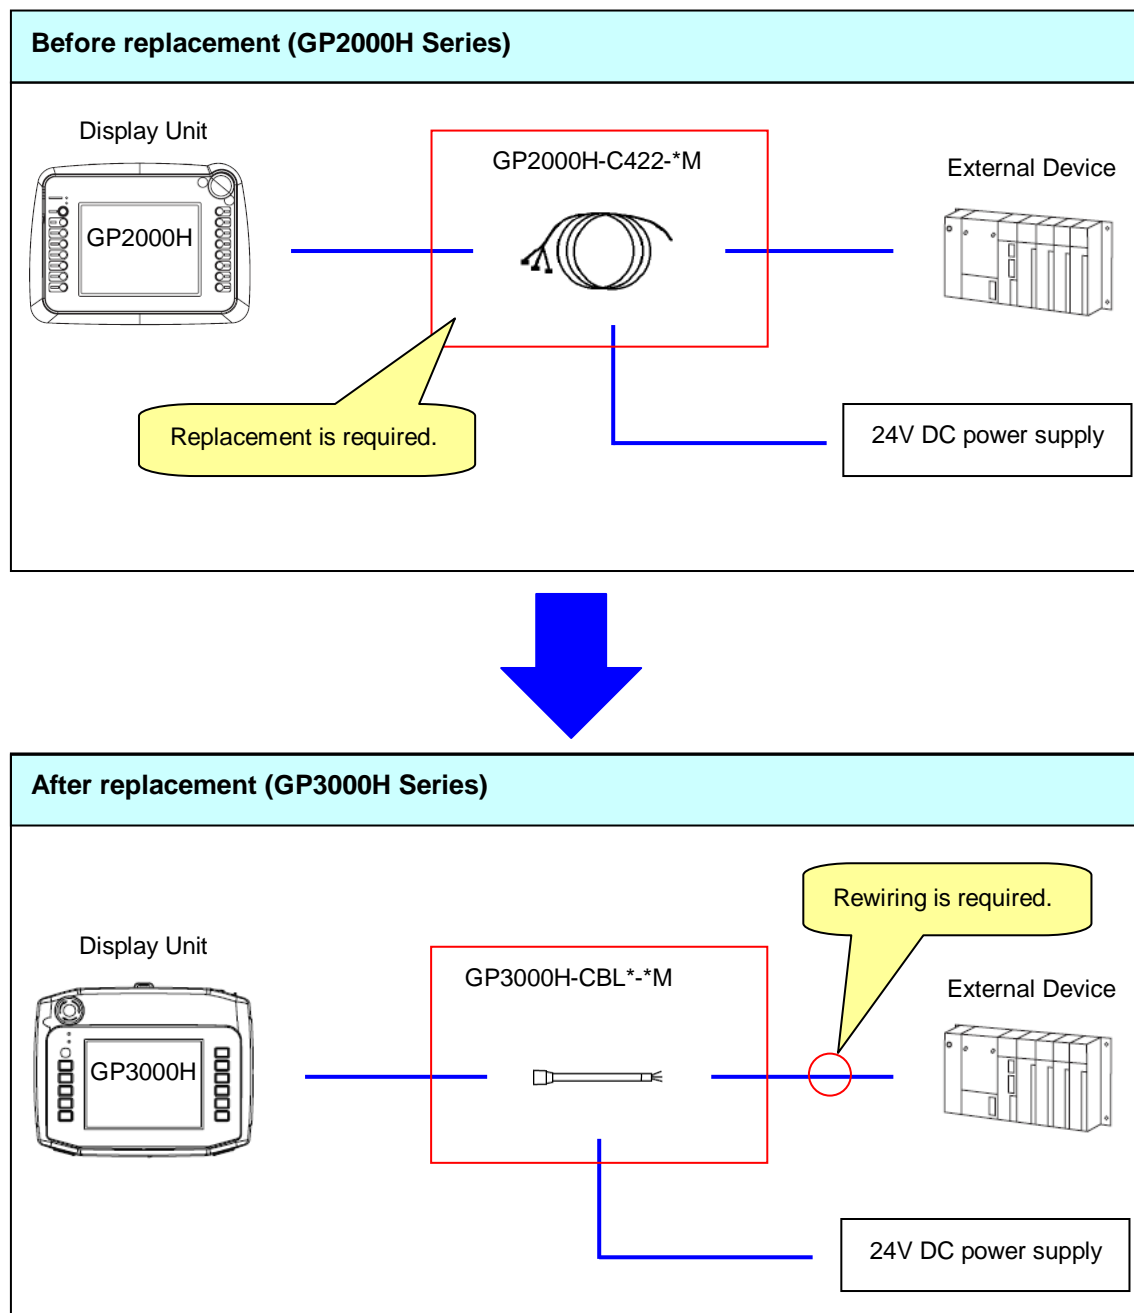 Before replacement (GP2000H Series)
Display Unit
GP2000H-C422-*M
External Device
GP2000H
Replacement is required.
24V DC power supply
After replacement (GP3000H Series)
Rewiring is required.
Display Unit
GP3000H-CBL*-*M
External Device
GP3000H
24V DC power supply